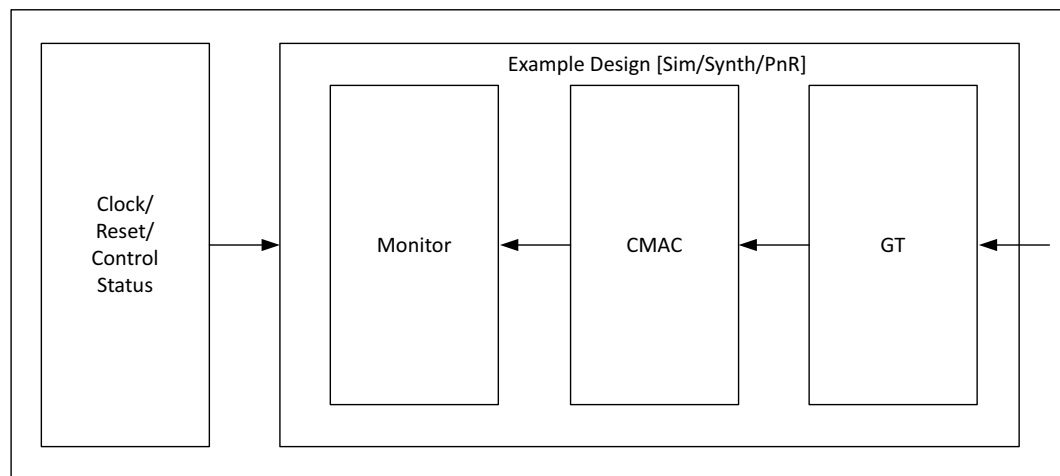 Example Design [Sim/Synth/PnR]
Clock/
Reset/
Control
Status
Monitor
CMAC
GT